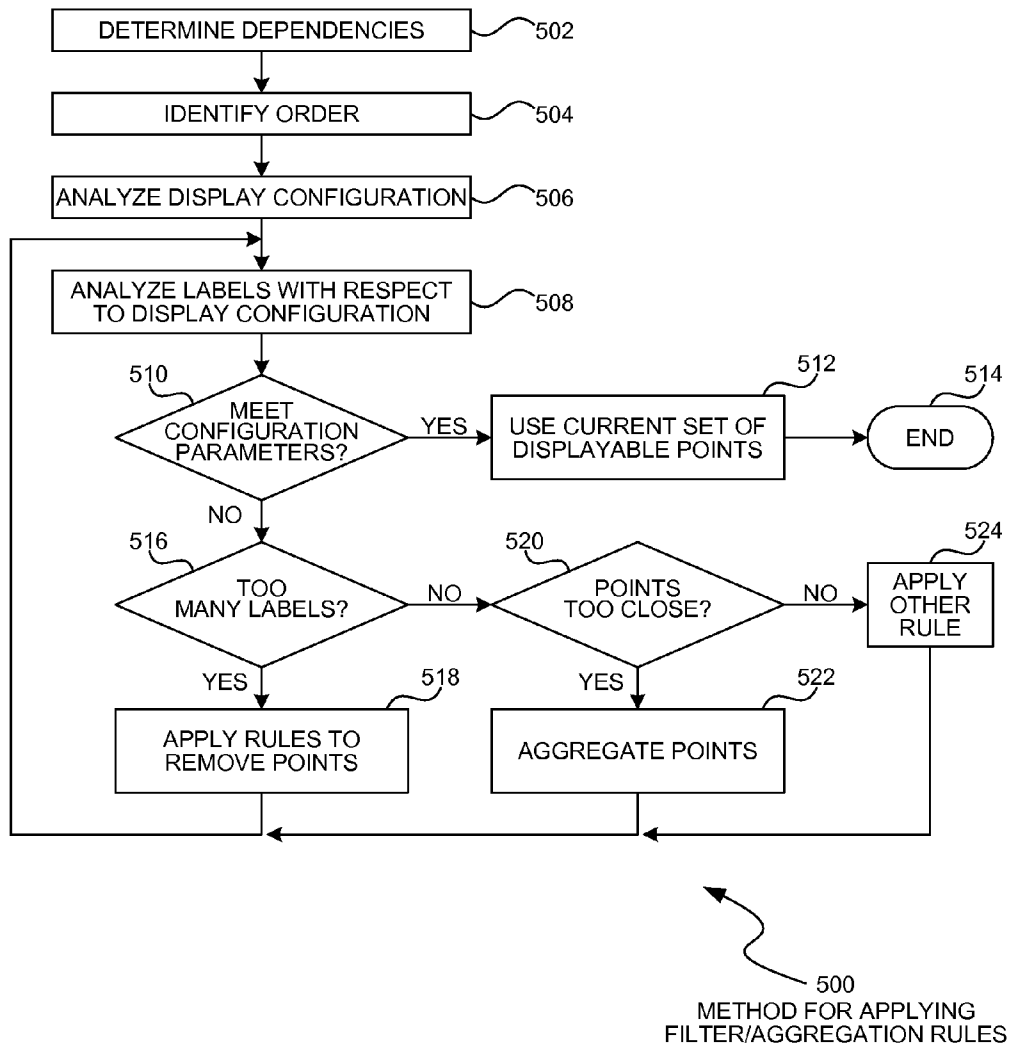 DETERMINE DEPENDENCIES
502
IDENTIFY ORDER
504
ANALYZE DISPLAY CONFIGURATION
506
ANALYZE LABELS WITH RESPECT
TO DISPLAY CONFIGURATION
508
510
MEET
CONFIGURATION
PARAMETERS?
YES
512
USE CURRENT SET OF
DISPLAYABLE POINTS
514
END
NO
516
TOO
MANY LABELS?
NO
520
POINTS
TOO CLOSE?
NO
524
APPLY
OTHER
RULE
YES
518
APPLY RULES TO
REMOVE POINTS
YES
522
AGGREGATE POINTS
500
METHOD FOR APPLYING
FILTER/AGGREGATION RULES